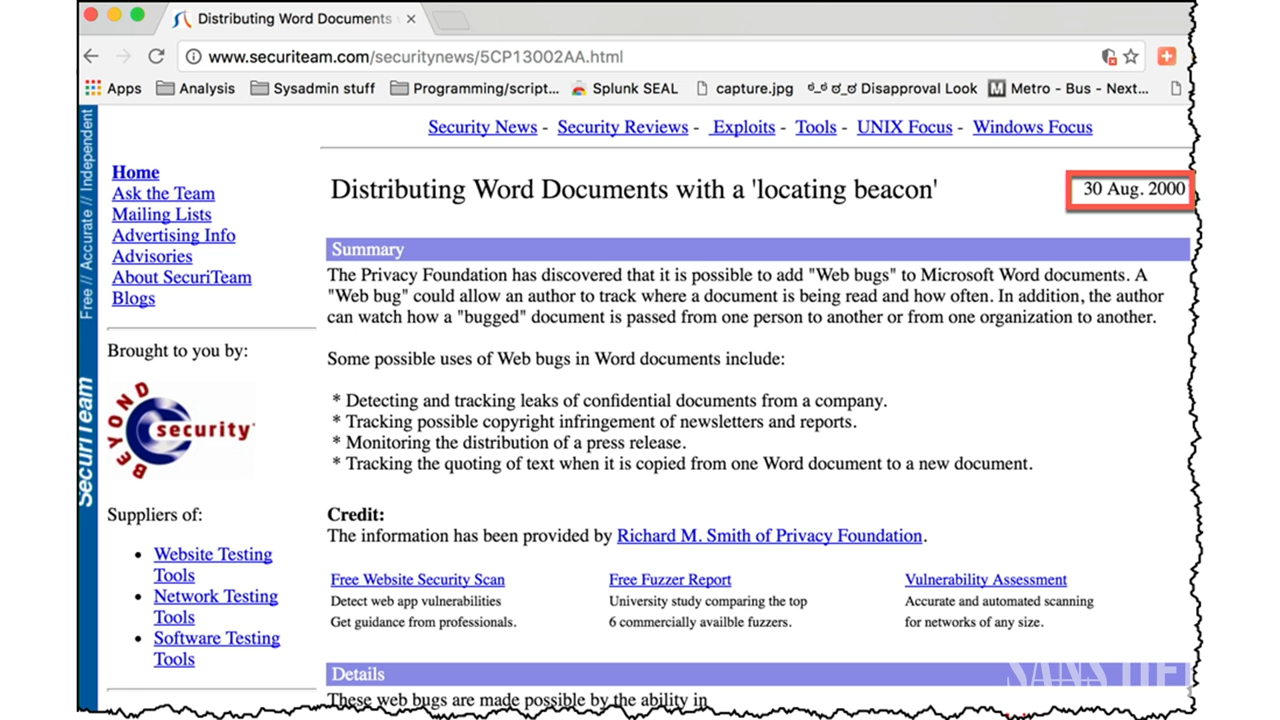 Distributing Word Documents
www.securiteam.com/securitynews/5CP13002AA.html
Apps Analysis Sysadmin stuff Programming/script... Splunk SEAL capture.jpg ಠ_ಠ ಠ_ಠ Disapproval Look Metro - Bus - Next...
Security News - Security Reviews - Exploits - Tools - UNIX Focus - Windows Focus
Free // Accurate // Independent
SecuriTeam
Home
Ask the Team
Mailing Lists
Advertising Info
Advisories
About SecuriTeam
Blogs
Brought to you by:
BEYOND security
Suppliers of:
• Website Testing
Tools
• Network Testing
Tools
• Software Testing
Tools
Distributing Word Documents with a 'locating beacon'
30 Aug. 2000
Summary
The Privacy Foundation has discovered that it is possible to add "Web bugs" to Microsoft Word documents. A
"Web bug" could allow an author to track where a document is being read and how often. In addition, the author
can watch how a "bugged" document is passed from one person to another or from one organization to another.
Some possible uses of Web bugs in Word documents include:
* Detecting and tracking leaks of confidential documents from a company.
* Tracking possible copyright infringement of newsletters and reports.
* Monitoring the distribution of a press release.
* Tracking the quoting of text when it is copied from one Word document to a new document.
Credit:
The information has been provided by Richard M. Smith of Privacy Foundation.
Free Website Security Scan
Detect web app vulnerabilities
Get guidance from professionals.
Free Fuzzer Report
University study comparing the top
6 commercially availble fuzzers.
Vulnerability Assessment
Accurate and automated scanning
for networks of any size.
Details
These web bugs are made possible by the ability in
SANS